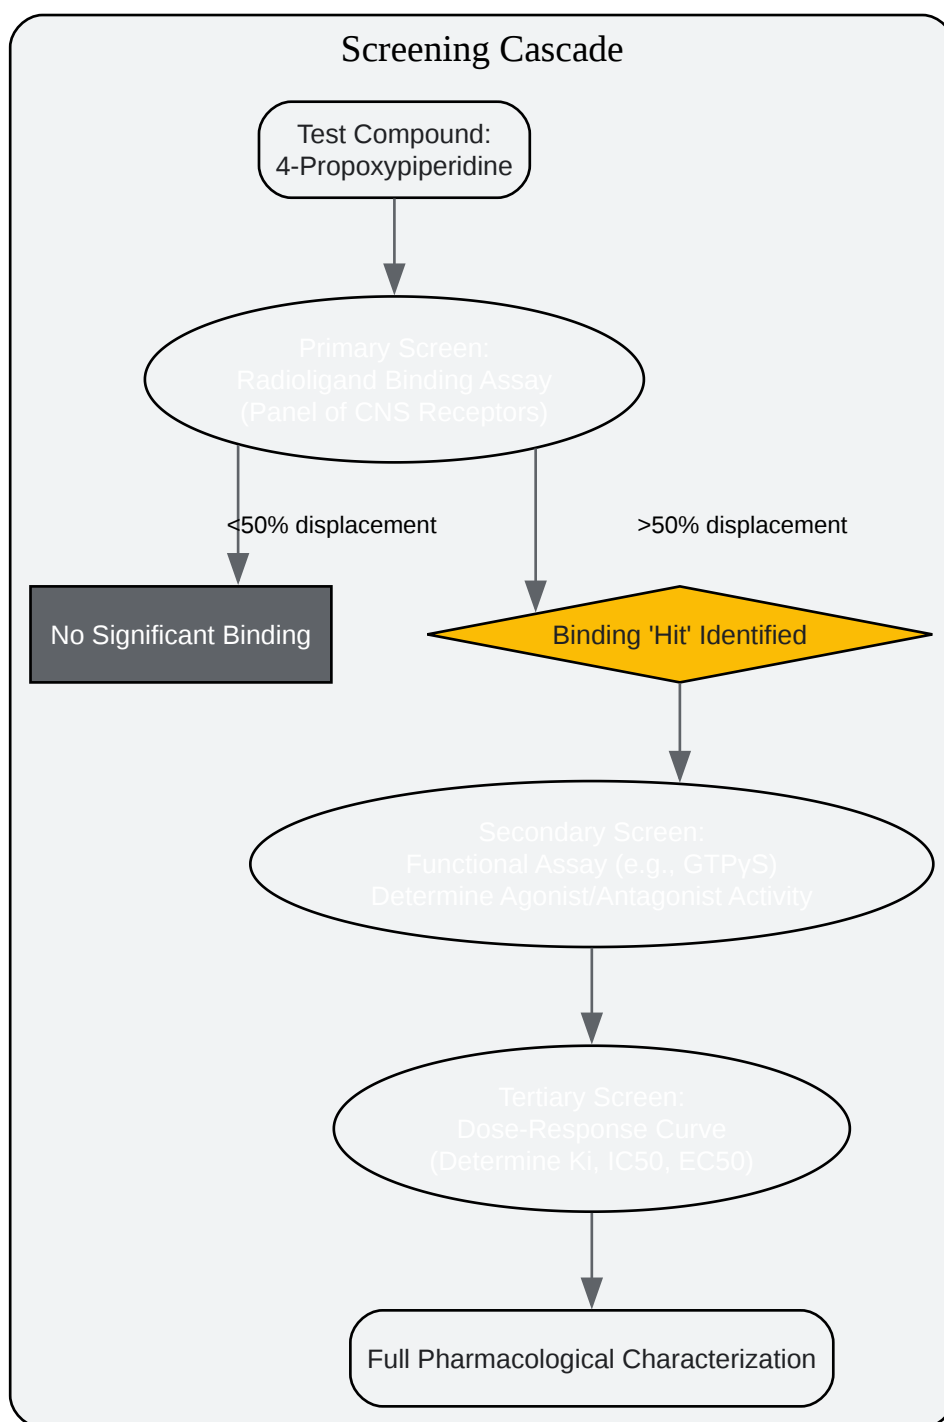 Screening Cascade
Test Compound:
4-Propoxypiperidine
Primary Screen:
Radioligand Binding Assay
(Panel of CNS Receptors)
<50% displacement
>50% displacement
No Significant Binding
Binding 'Hit' Identified
Secondary Screen:
Functional Assay (e.g., GTPγS)
Determine Agonist/Antagonist Activity
Tertiary Screen:
Dose-Response Curve
(Determine Ki, IC50, EC50)
Full Pharmacological Characterization